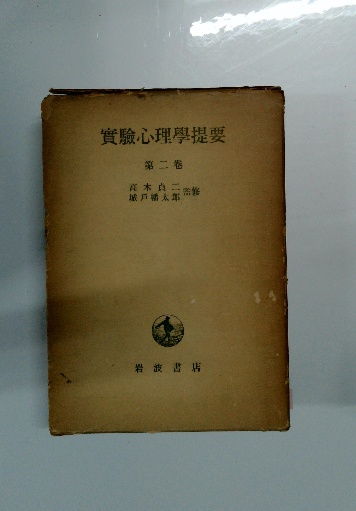 實驗心理學提要
第二卷
高木貞二
城戶幡太郎
監修
岩波書店